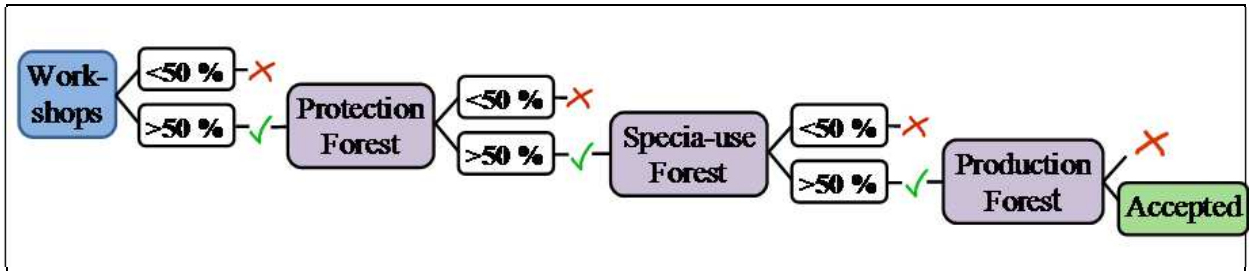 Work-
shops
<50 %
>50 %
Protection
Forest
<50 %
>50 %
Specia-use
Forest
<50 %
>50 %
Production
Forest
Accepted